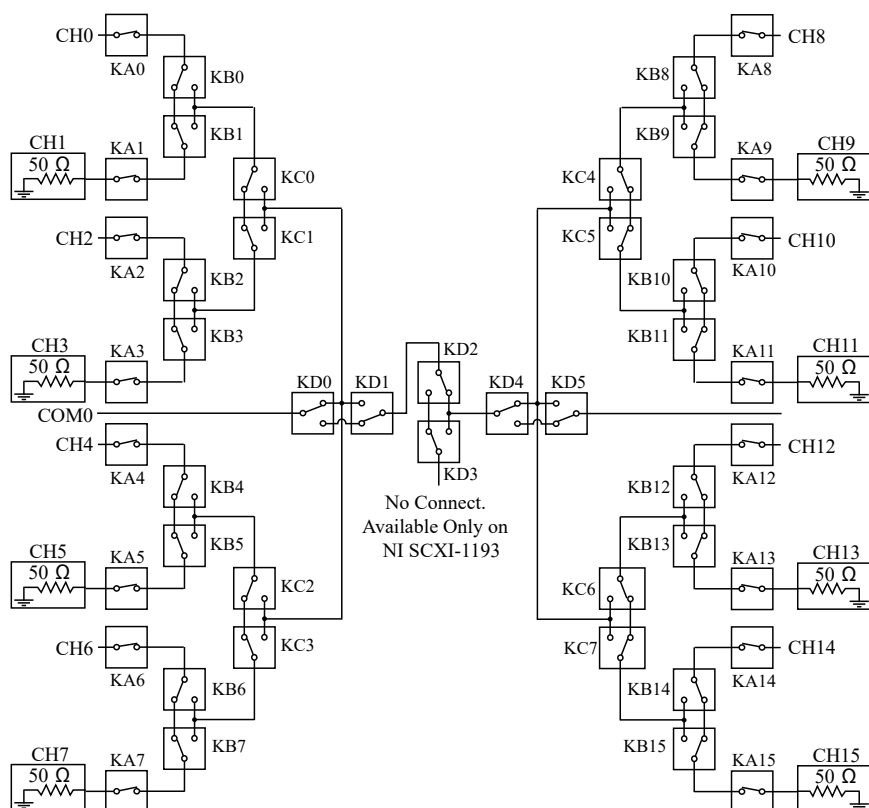 CH0
KA0
KB0
CH8
KA8
KB8
CH1
50 Ω
KA1
KB1
KB9
KA9
CH9
50 Ω
KC0
KC4
CH2
KA2
KC1
KC5
CH10
KA10
KB2
KB10
CH3
50 Ω
KA3
KB3
KB11
KA11
CH11
50 Ω
KD2
KD0
KD1
KD4
KD5
COM0
KD3
CH4
KA4
KB4
CH12
KA12
KB12
No Connect.
Available Only on
NI SCXI-1193
CH5
50 Ω
KA5
KB5
KB13
KA13
CH13
50 Ω
KC2
KC6
CH6
KA6
KC3
KC7
CH14
KA14
KB6
KB14
CH7
50 Ω
KA7
KB7
KB15
KA15
CH15
50 Ω